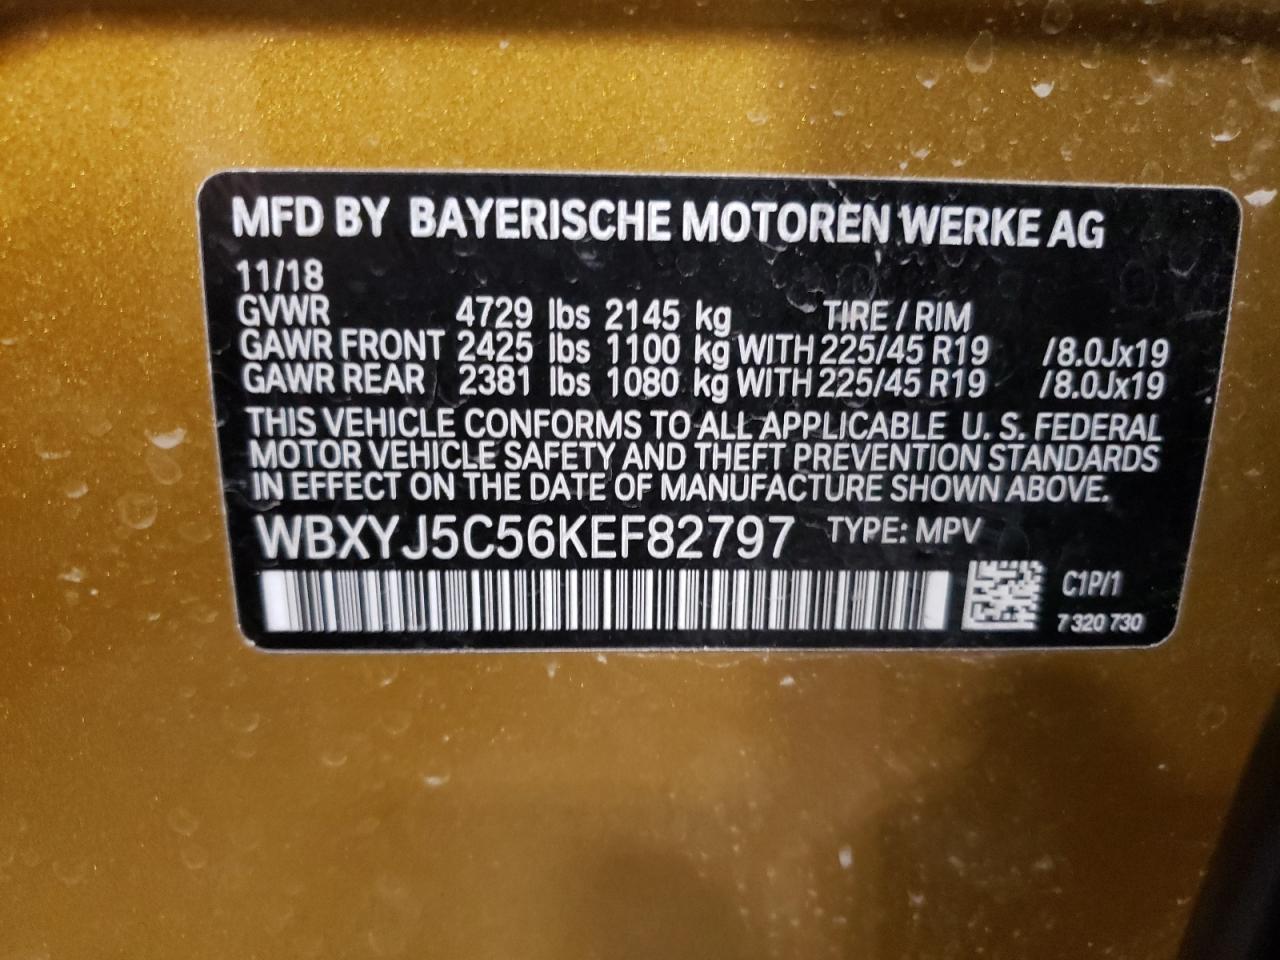 MFD BY BAYERISCHE MOTOREN WERKE AG
11/18
GVWR 4729 lbs 2145 kg TIRE / RIM
GAWR FRONT 2425 lbs 1100 kg WITH 225/45 R19 /8.0Jx19
GAWR REAR 2381 lbs 1080 kg WITH 225/45 R19 /8.0Jx19
THIS VEHICLE CONFORMS TO ALL APPLICABLE U. S. FEDERAL
MOTOR VEHICLE SAFETY AND THEFT PREVENTION STANDARDS
IN EFFECT ON THE DATE OF MANUFACTURE SHOWN ABOVE.
WBXYJ5C56KEF82797 TYPE: MPV
C1P/1
7 320 730